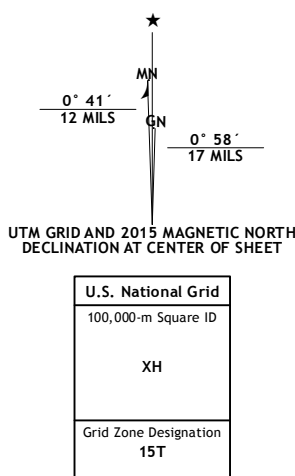 MN
0° 41´
12 MILS
GN
0° 58´
17 MILS
UTM GRID AND 2015 MAGNETIC NORTH
DECLINATION AT CENTER OF SHEET
U.S. National Grid
100,000-m Square ID
XH
Grid Zone Designation
15T